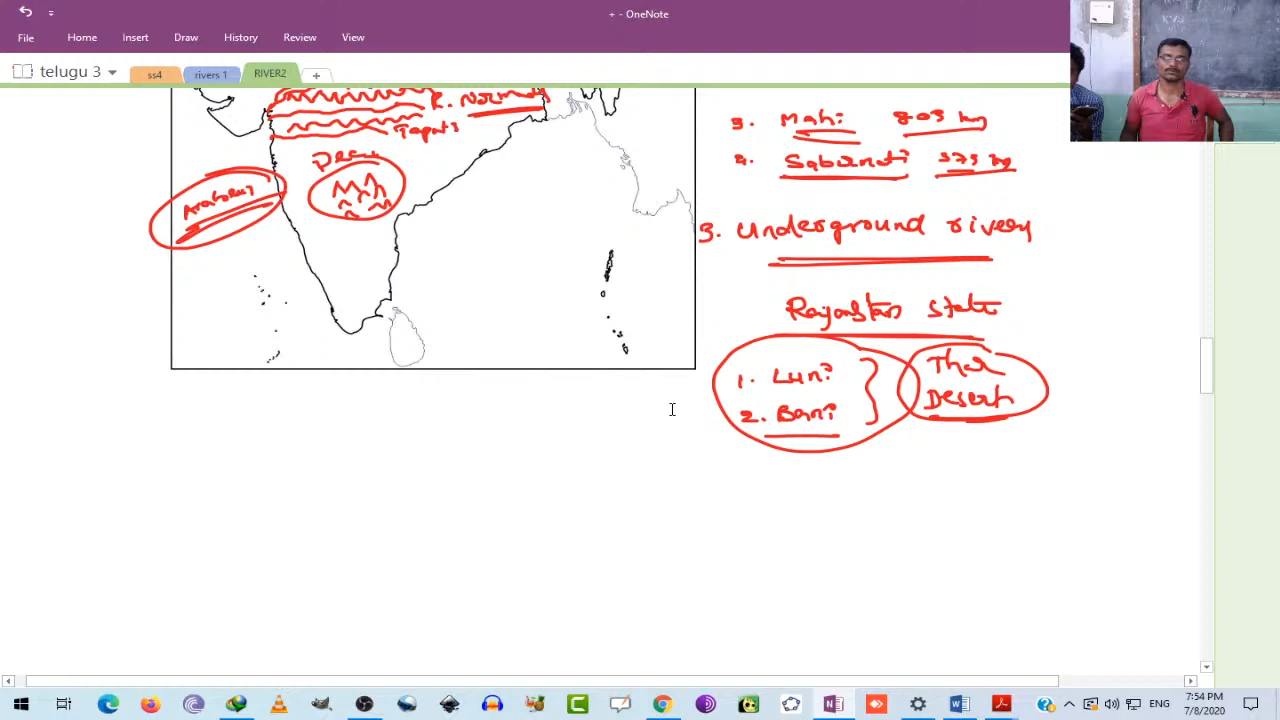 + - OneNote
File Home Insert Draw History Review View
telugu 3
ss4 rivers 1 RIVER2 +
R. Narmada
Tapati
Deccan
Arabian
3. Mahi 803 km
4. Sabarmati 375 km
3. Underground rivers
Rajasthan State
1. Luni
2. Bani
Thar
Desert
ENG
7:54 PM
7/8/2020